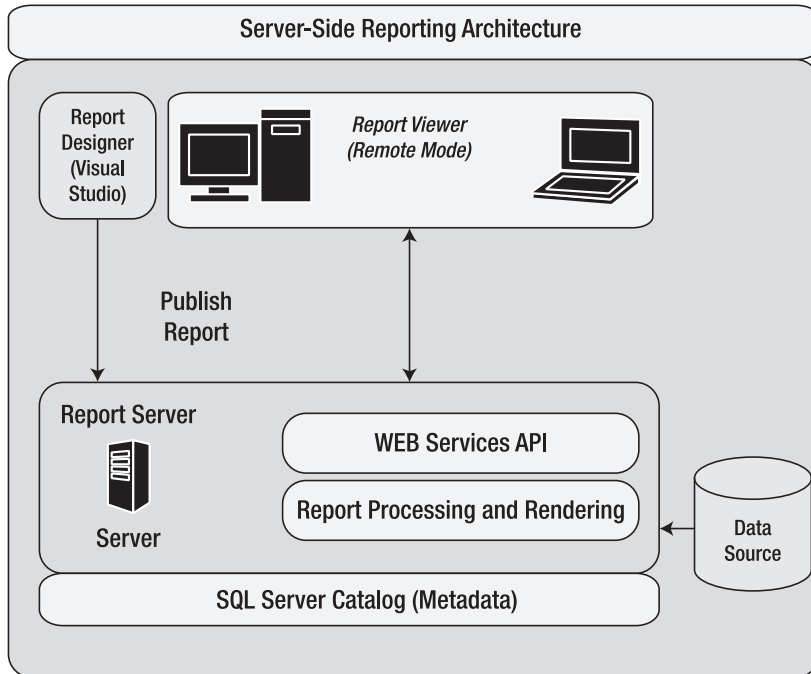 Server-Side Reporting Architecture
Report
Designer
(Visual
Studio)
Report Viewer
(Remote Mode)
Publish
Report
Report Server
Server
WEB Services API
Report Processing and Rendering
Data
Source
SQL Server Catalog (Metadata)